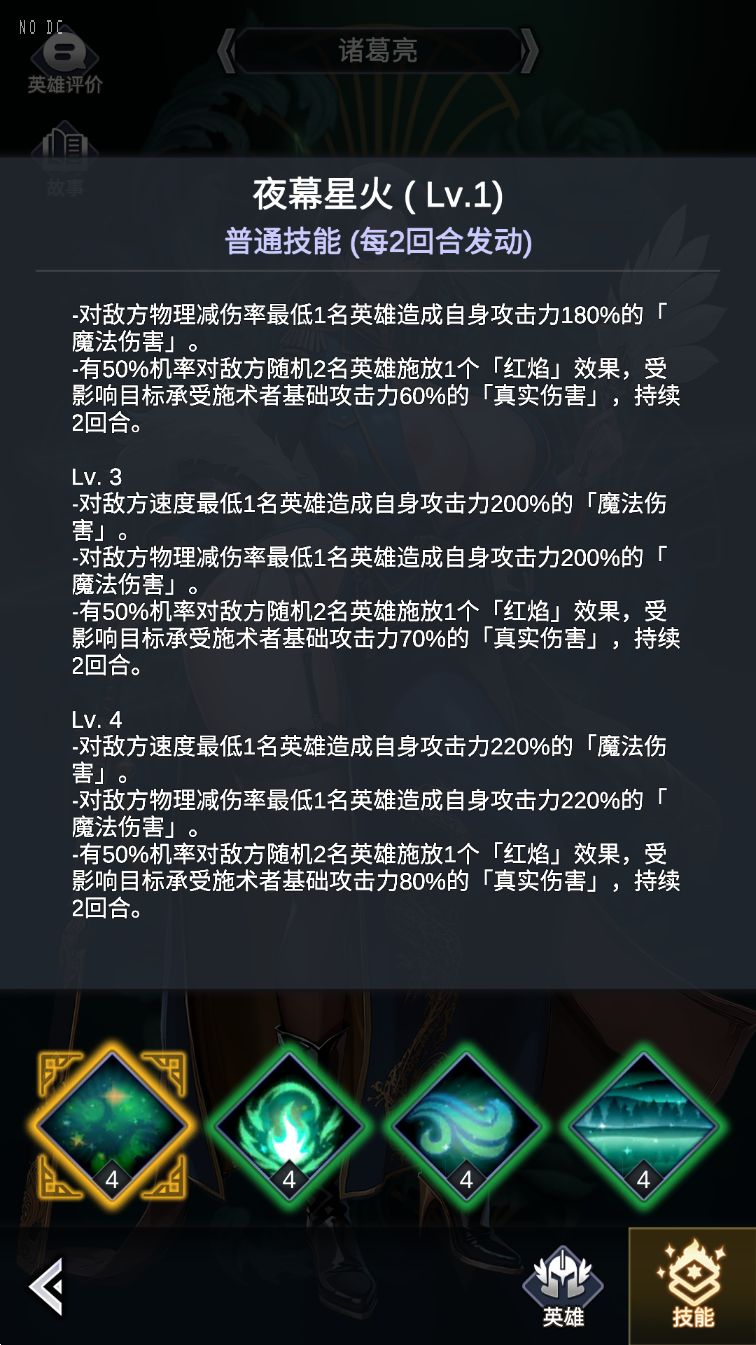 NO DC
诸葛亮
英雄评价
故事
夜幕星火 ( Lv.1)
普通技能 (每2回合发动)
-对敌方物理减伤率最低1名英雄造成自身攻击力180%的「
魔法伤害」。
-有50%机率对敌方随机2名英雄施放1个「红焰」效果，受
影响目标承受施术者基础攻击力60%的「真实伤害」，持续
2回合。
Lv. 3
-对敌方速度最低1名英雄造成自身攻击力200%的「魔法伤
害」。
-对敌方物理减伤率最低1名英雄造成自身攻击力200%的「
魔法伤害」。
-有50%机率对敌方随机2名英雄施放1个「红焰」效果，受
影响目标承受施术者基础攻击力70%的「真实伤害」，持续
2回合。
Lv. 4
-对敌方速度最低1名英雄造成自身攻击力220%的「魔法伤
害」。
-对敌方物理减伤率最低1名英雄造成自身攻击力220%的「
魔法伤害」。
-有50%机率对敌方随机2名英雄施放1个「红焰」效果，受
影响目标承受施术者基础攻击力80%的「真实伤害」，持续
2回合。
4 4 4 4
英雄 技能